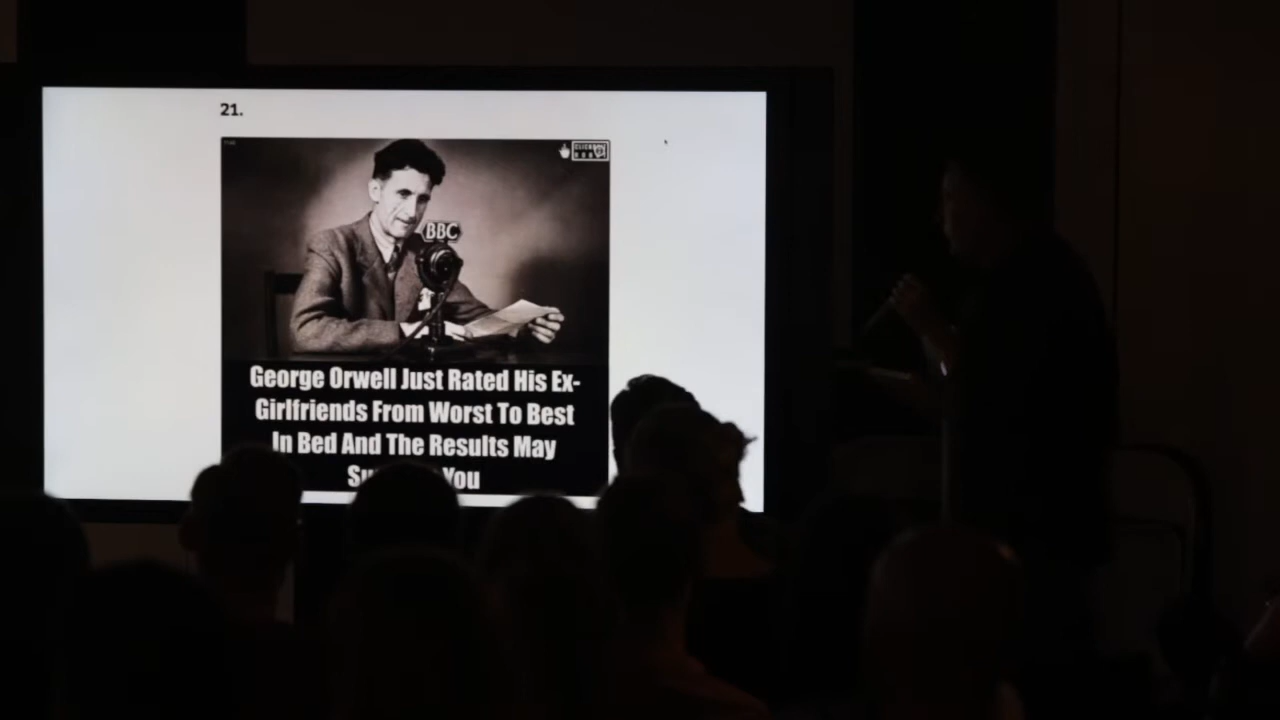 21.
BBC
George Orwell Just Rated His Ex-
Girlfriends From Worst To Best
In Bed And The Results May
You